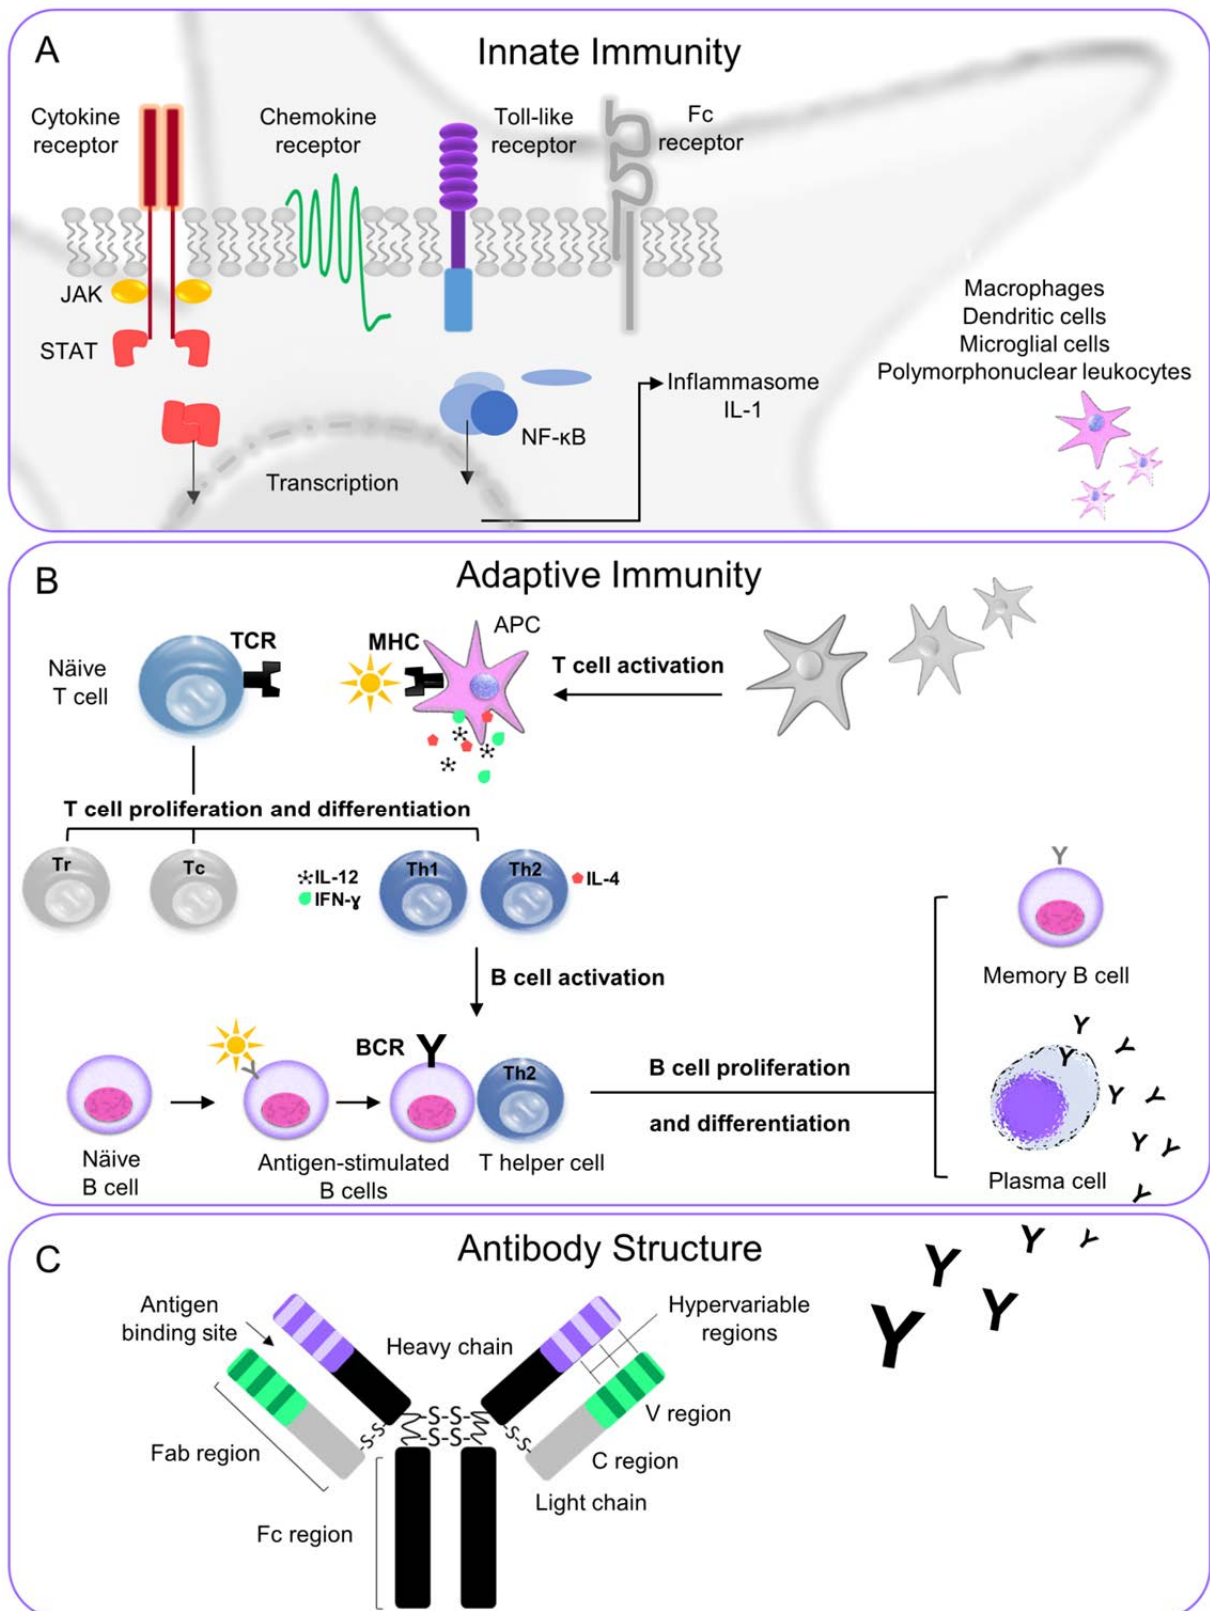 A
Innate Immunity
Cytokine
receptor
Chemokine
receptor
Toll-like
receptor
Fc
receptor
JAK
STAT
NF-κB
Transcription
Inflammasome
IL-1
Macrophages
Dendritic cells
Microglial cells
Polymorphonuclear leukocytes
B
Adaptive Immunity
Näive
T cell
TCR
MHC
APC
T cell activation
T cell proliferation and differentiation
Tr
Tc
IL-12
IFN-ɣ
Th1
Th2
IL-4
B cell activation
Memory B cell
BCR
Th2
B cell proliferation
and differentiation
Näive
B cell
Antigen-stimulated
B cells
T helper cell
Plasma cell
C
Antibody Structure
Antigen
binding site
Heavy chain
Hypervariable
regions
-S-S-
-S-S-
-S-S-
-S-S-
V region
Fab region
C region
Light chain
Fc region